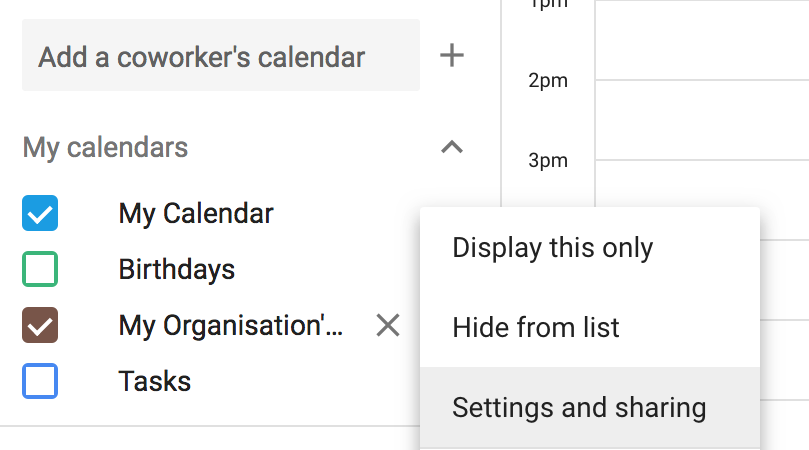 1pm
Add a coworker's calendar
2pm
My calendars
3pm
My Calendar
Display this only
Birthdays
My Organisation'...
Hide from list
Tasks
Settings and sharing